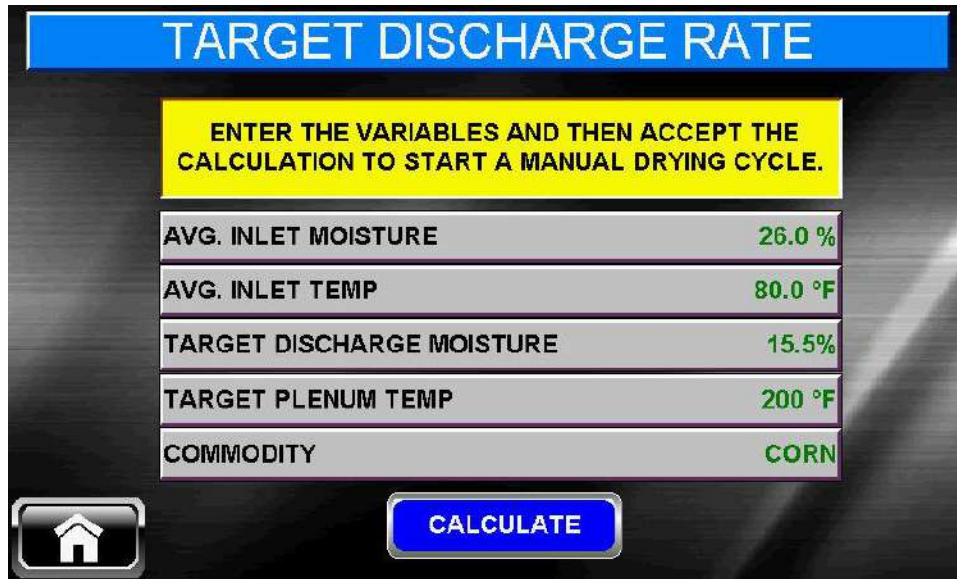 TARGET DISCHARGE RATE
ENTER THE VARIABLES AND THEN ACCEPT THE
CALCULATION TO START A MANUAL DRYING CYCLE.
AVG. INLET MOISTURE 26.0 %
AVG. INLET TEMP 80.0 °F
TARGET DISCHARGE MOISTURE 15.5%
TARGET PLENUM TEMP 200 °F
COMMODITY CORN
CALCULATE